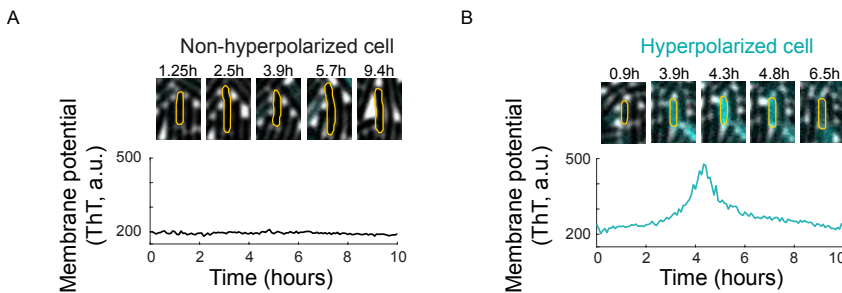 A
Non-hyperpolarized cell
1.25h 2.5h 3.9h 5.7h 9.4h
Membrane potential
(ThT, a.u.)
500
200
0 2 4 6 8 10
Time (hours)
B
Hyperpolarized cell
0.9h 3.9h 4.3h 4.8h 6.5h
Membrane potential
(ThT, a.u.)
500
200
0 2 4 6 8 10
Time (hours)